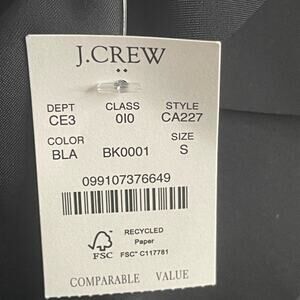 J.CREW
DEPT CLASS STYLE
CE3 0I0 CA227
COLOR SIZE
BLA BK0001 S
099107376649
RECYCLED
Paper
FSC FSC® C117781
COMPARABLE VALUE